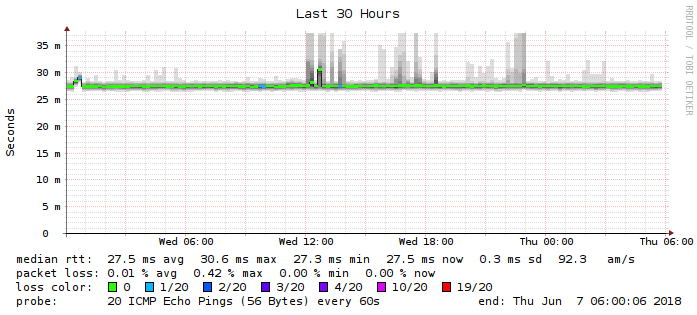 Last 30 Hours
RRDTOOL / TOBI OETIKER
Seconds
35 m
30 m
25 m
20 m
15 m
10 m
5 m
0
Wed 06:00 Wed 12:00 Wed 18:00 Thu 00:00 Thu 06:00
median rtt: 27.5 ms avg 30.6 ms max 27.3 ms min 27.5 ms now 0.3 ms sd 92.3 am/s
packet loss: 0.01 % avg 0.42 % max 0.00 % min 0.00 % now
loss color: 0 1/20 2/20 3/20 4/20 10/20 19/20
probe: 20 ICMP Echo Pings (56 Bytes) every 60s end: Thu Jun 7 06:00:06 2018